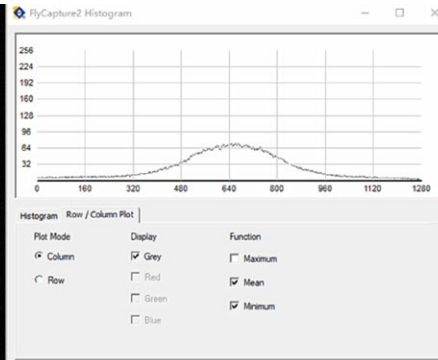 FlyCapture2 Histogram
256
224
192
160
128
96
64
32
0 160 320 480 640 800 960 1120 1280
Histogram Row / Column Plot
Plot Mode Display Function
Column Grey Maximum
Row Red Mean
Green Minimum
Blue